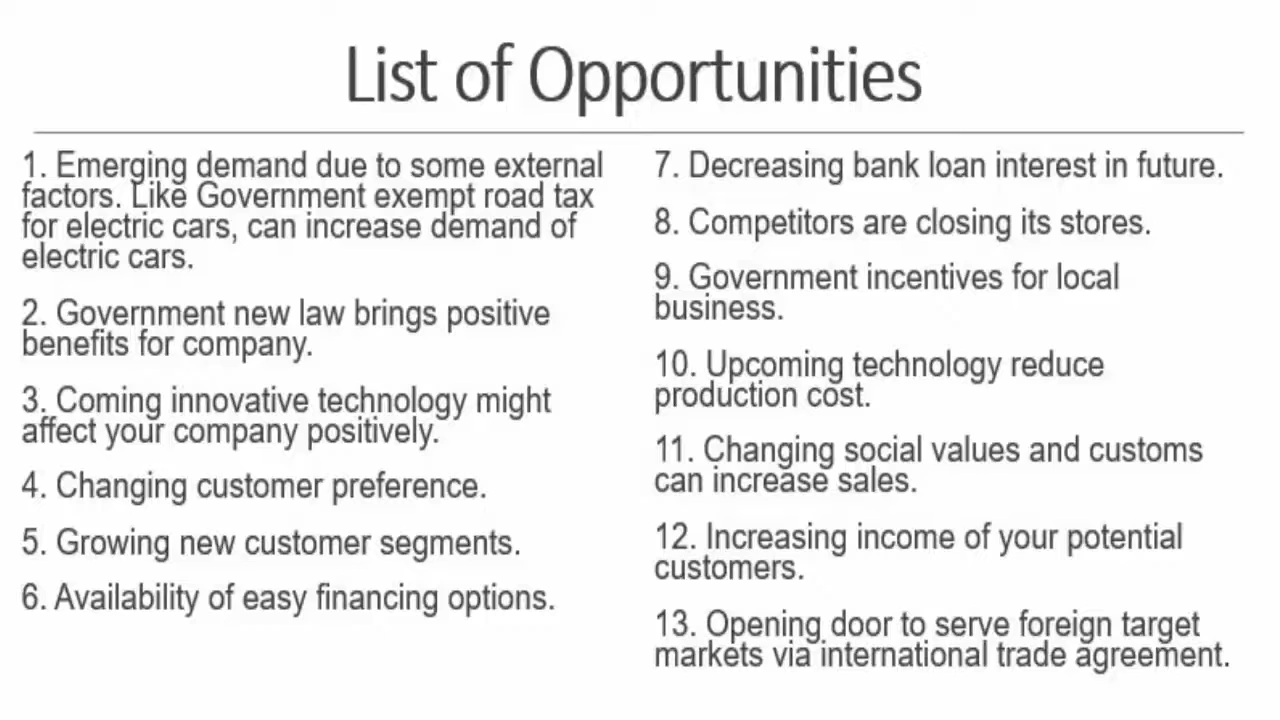 List of Opportunities
1. Emerging demand due to some external
factors. Like Government exempt road tax
for electric cars, can increase demand of
electric cars.
2. Government new law brings positive
benefits for company.
3. Coming innovative technology might
affect your company positively.
4. Changing customer preference.
5. Growing new customer segments.
6. Availability of easy financing options.
7. Decreasing bank loan interest in future.
8. Competitors are closing its stores.
9. Government incentives for local
business.
10. Upcoming technology reduce
production cost.
11. Changing social values and customs
can increase sales.
12. Increasing income of your potential
customers.
13. Opening door to serve foreign target
markets via international trade agreement.